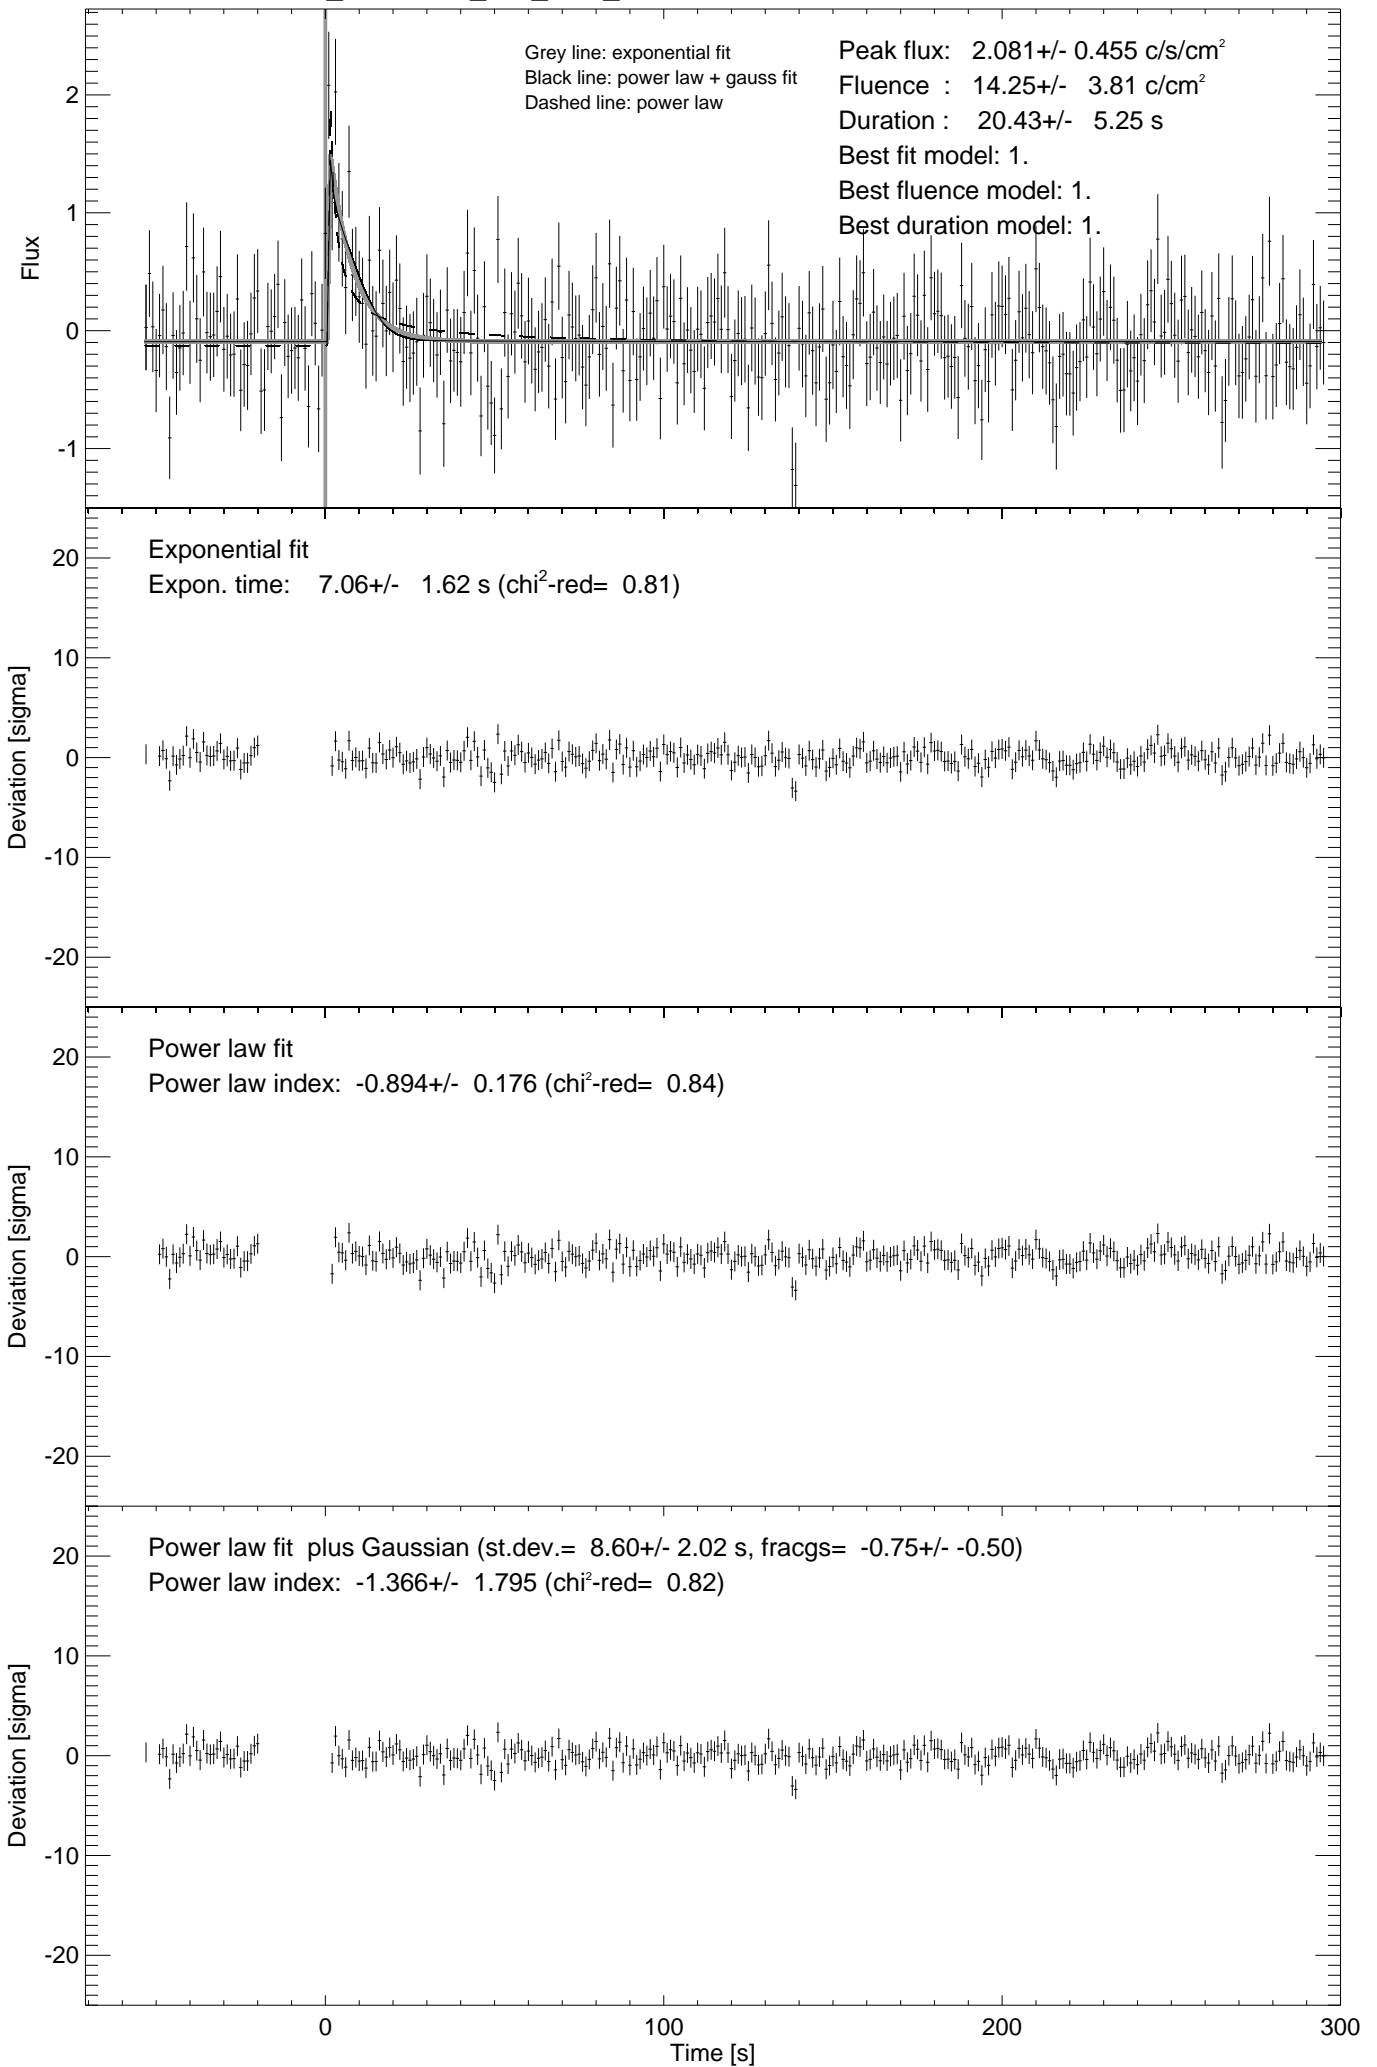 Grey line: exponential fit
Black line: power law + gauss fit
Dashed line: power law
Peak flux: 2.081+/- 0.455 c/s/cm²
Fluence : 14.25+/- 3.81 c/cm²
Duration : 20.43+/- 5.25 s
Best fit model: 1.
Best fluence model: 1.
Best duration model: 1.
2
1
0
-1
Flux
Exponential fit
Expon. time: 7.06+/- 1.62 s (chi²-red= 0.81)
20
10
0
-10
-20
Deviation [sigma]
Power law fit
Power law index: -0.894+/- 0.176 (chi²-red= 0.84)
20
10
0
-10
-20
Deviation [sigma]
Power law fit plus Gaussian (st.dev.= 8.60+/- 2.02 s, fracgs= -0.75+/- -0.50)
Power law index: -1.366+/- 1.795 (chi²-red= 0.82)
20
10
0
-10
-20
Deviation [sigma]
0 100 200 300
Time [s]